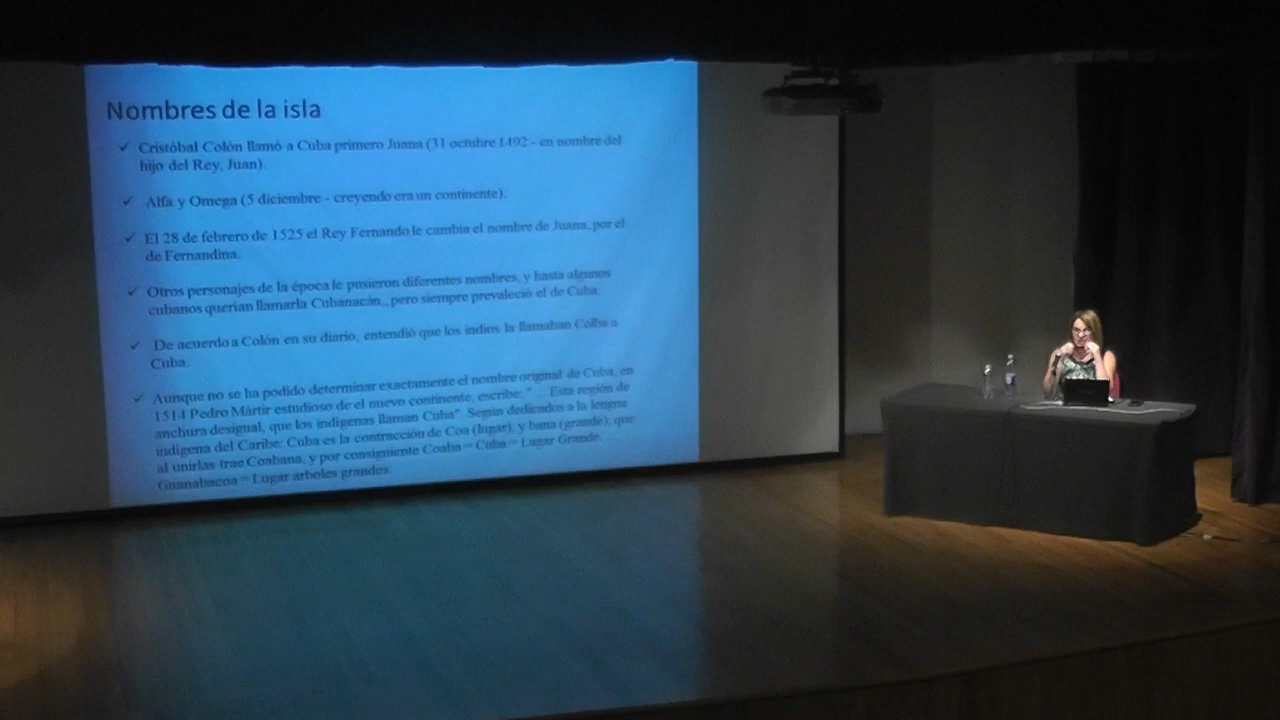 Nombres de la isla
✓ Cristóbal Colón llamó a Cuba primero Juana (31 octubre 1492 - en nombre del
hijo del Rey, Juan).
✓ Alfa y Omega (5 diciembre - creyendo era un continente).
✓ El 28 de febrero de 1525 el Rey Fernando le cambia el nombre de Juana, por el
de Fernandina.
✓ Otros personajes de la época le pusieron diferentes nombres, y hasta algunos
cubanos querían llamarla Cubanacán., pero siempre prevaleció el de Cuba.
✓ De acuerdo a Colón en su diario, entendió que los indios la llamaban Colba a
Cuba.
✓ Aunque no se ha podido determinar exactamente el nombre original de Cuba, en
1514 Pedro Mártir estudioso de el nuevo continente, escribe: " ... Esta región de
anchura desigual, que los indígenas llaman Cuba". Según dedicados a la lengua
indígena del Caribe: Cuba es la contracción de Coa (lugar), y bana (grande), que
al unirlas trae Coabana, y por consiguiente Coaba = Cuba = Lugar Grande.
Guanabacoa = Lugar arboles grandes.